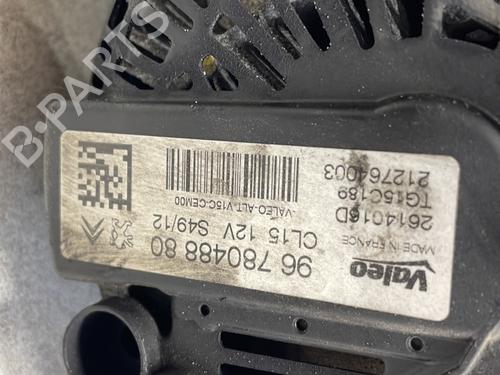 B-PARTS
Valeo
MADE IN FRANCE
96 780488 80
CL15 12V S49/12
2614016D
TG15C189
212764003
-VALEO-ALT-V15C-CEM00